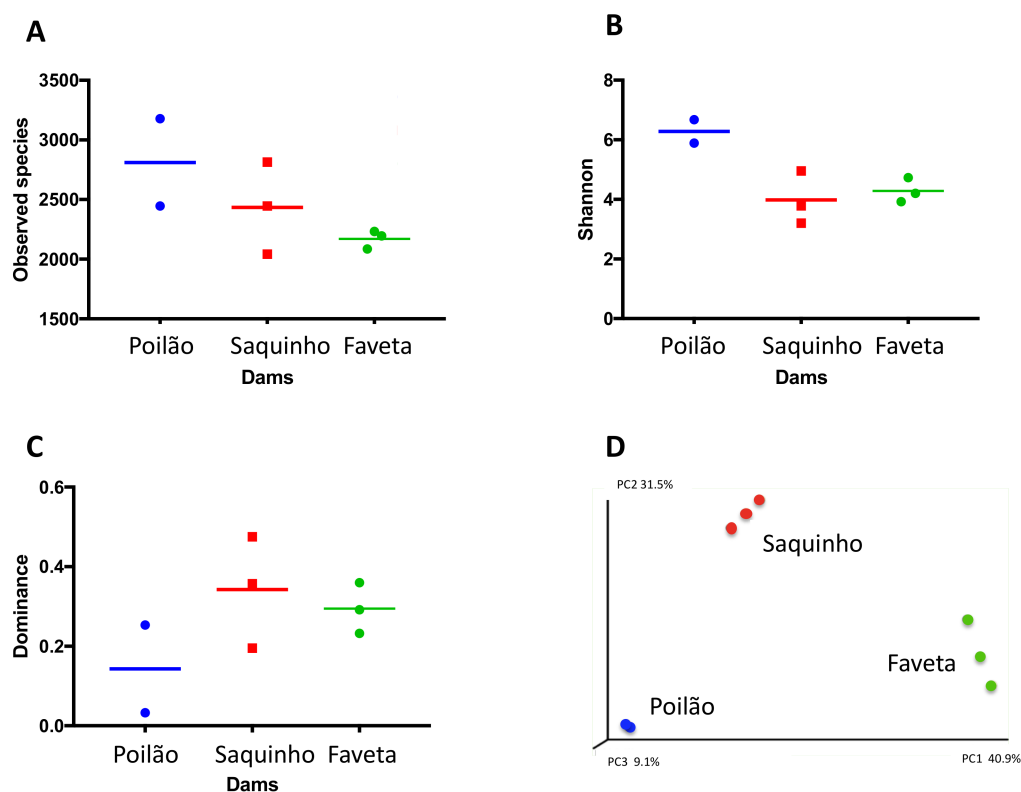 A
Observed species
3500
3000
2500
2000
1500
Poilão Saquinho Faveta
Dams
B
Shannon
8
6
4
2
0
Poilão Saquinho Faveta
Dams
C
Dominance
0.6
0.4
0.2
0.0
Poilão Saquinho Faveta
Dams
D
PC2 31.5%
Saquinho
Faveta
Poilão
PC3 9.1%
PC1 40.9%